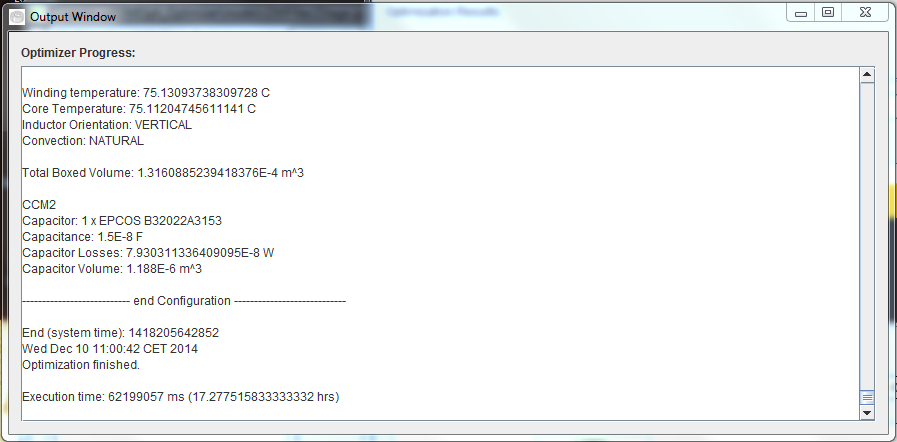 Output Window
Optimizer Progress:
Winding temperature: 75.13093738309728 C
Core Temperature: 75.11204745611141 C
Inductor Orientation: VERTICAL
Convection: NATURAL
Total Boxed Volume: 1.3160885239418376E-4 m^3
CCM2
Capacitor: 1 x EPCOS B32022A3153
Capacitance: 1.5E-8 F
Capacitor Losses: 7.930311336409095E-8 W
Capacitor Volume: 1.188E-6 m^3
--------------------------- end Configuration ----------------------------
End (system time): 1418205642852
Wed Dec 10 11:00:42 CET 2014
Optimization finished.
Execution time: 62199057 ms (17.277515833333332 hrs)